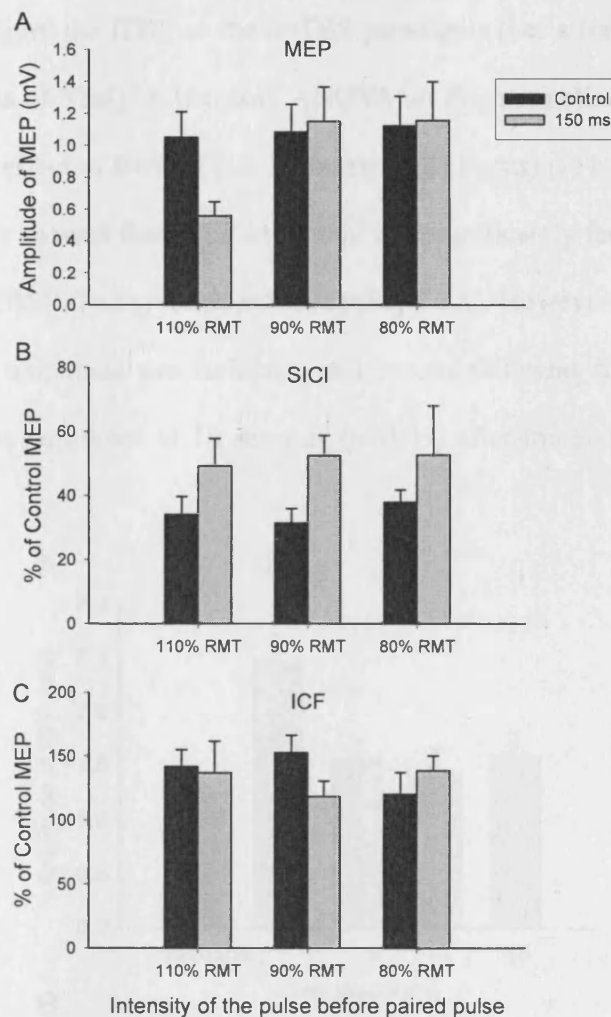 A
MEP
Amplitude of MEP (mV)
1.6
1.4
1.2
1.0
0.8
0.6
0.4
0.2
0.0
Control
150 ms
110% RMT 90% RMT 80% RMT
B
SICI
% of Control MEP
80
60
40
20
0
110% RMT 90% RMT 80% RMT
C
ICF
% of Control MEP
200
150
100
50
0
110% RMT 90% RMT 80% RMT
Intensity of the pulse before paired pulse